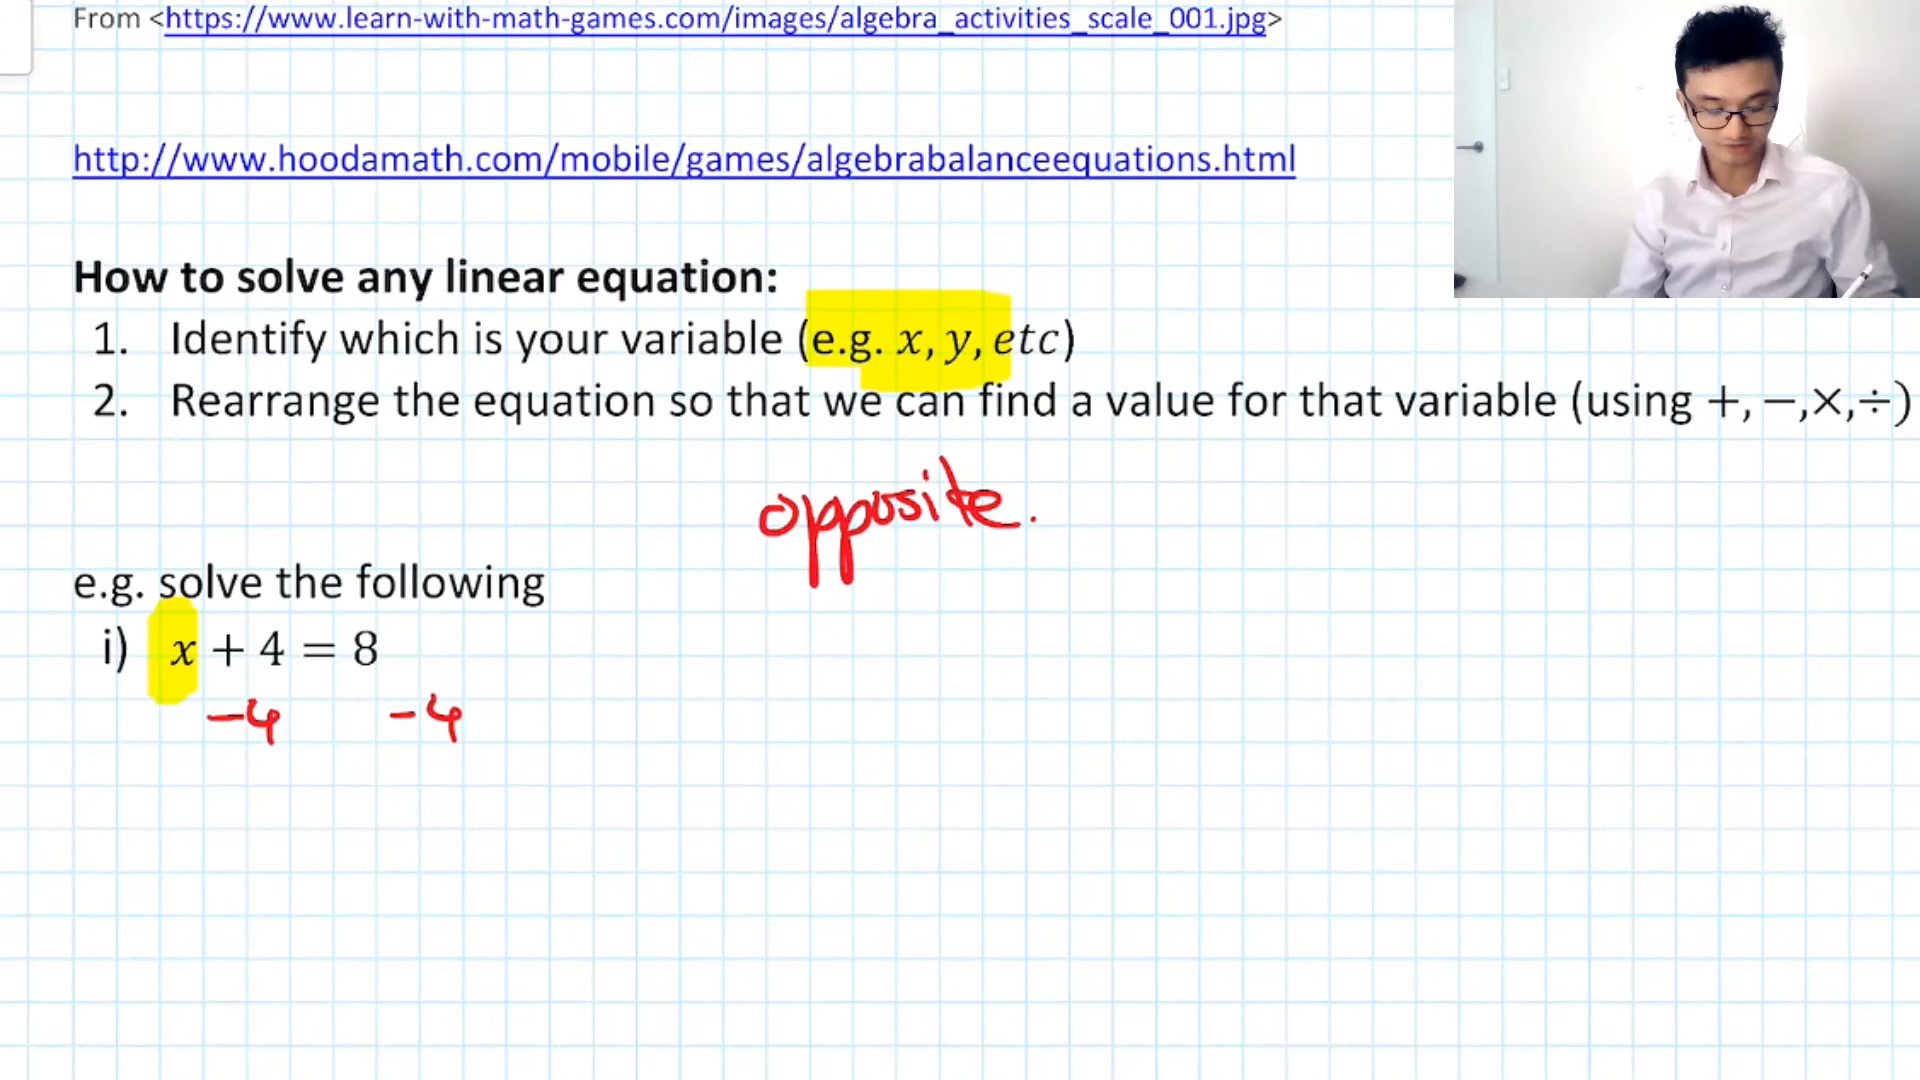 From <https://www.learn-with-math-games.com/images/algebra_activities_scale_001.jpg>
http://www.hoodamath.com/mobile/games/algebrabalanceequations.html
How to solve any linear equation:
1. Identify which is your variable (e.g. x, y, etc)
2. Rearrange the equation so that we can find a value for that variable (using +, −,×,÷)
opposite.
e.g. solve the following
i) x + 4 = 8
-4 -4